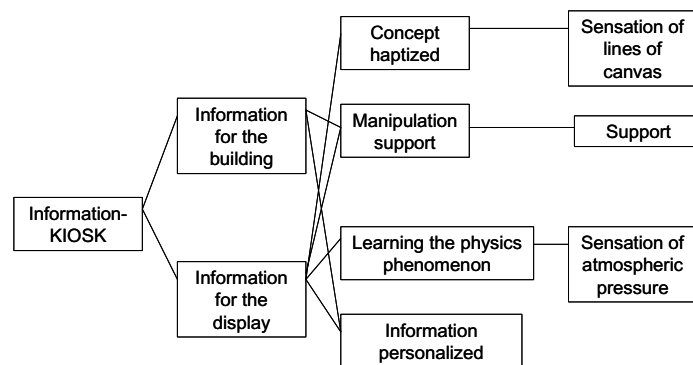 Information-
KIOSK
Information
for the
building
Information
for the
display
Concept
haptized
Manipulation
support
Learning the physics
phenomenon
Information
personalized
Sensation of
lines of
canvas
Support
Sensation of
atmospheric
pressure